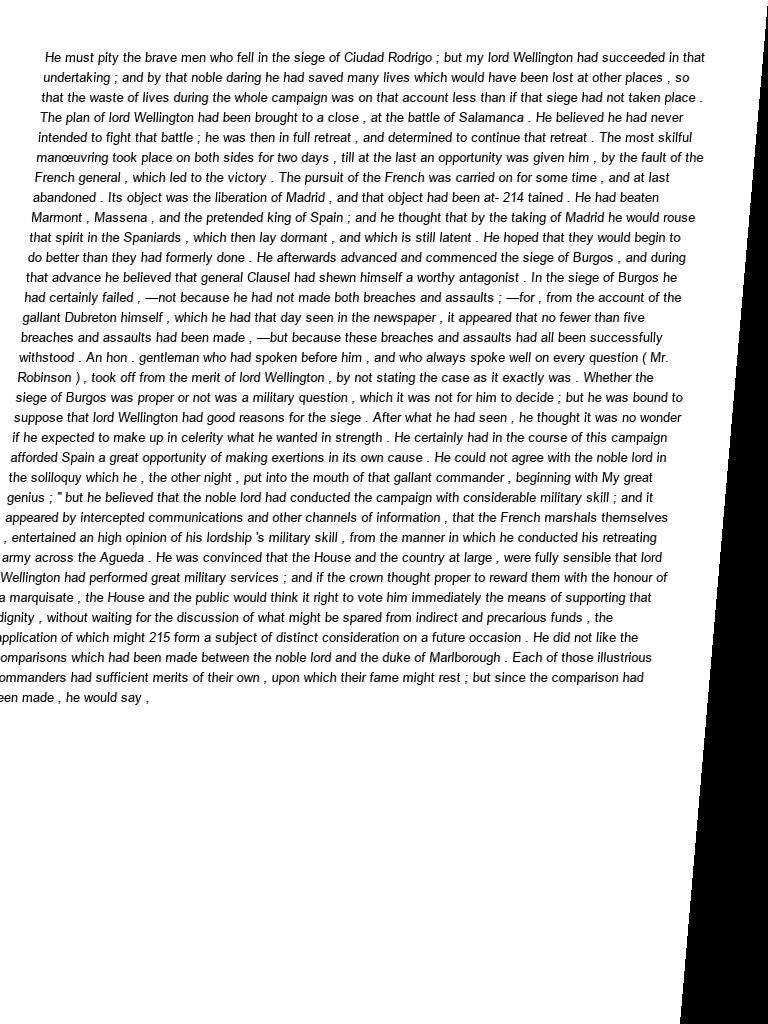 He must pity the brave men who fell in the siege of Ciudad Rodrigo ; but my lord Wellington had succeeded in that
undertaking ; and by that noble daring he had saved many lives which would have been lost at other places , so
that the waste of lives during the whole campaign was on that account less than if that siege had not taken place .
The plan of lord Wellington had been brought to a close , at the battle of Salamanca . He believed he had never
intended to fight that battle ; he was then in full retreat , and determined to continue that retreat . The most skilful
manœuvring took place on both sides for two days , till at the last an opportunity was given him , by the fault of the
French general , which led to the victory . The pursuit of the French was carried on for some time , and at last
abandoned . Its object was the liberation of Madrid , and that object had been at- 214 tained . He had beaten
Marmont , Massena , and the pretended king of Spain ; and he thought that by the taking of Madrid he would rouse
that spirit in the Spaniards , which then lay dormant , and which is still latent . He hoped that they would begin to
do better than they had formerly done . He afterwards advanced and commenced the siege of Burgos , and during
that advance he believed that general Clausel had shewn himself a worthy antagonist . In the siege of Burgos he
had certainly failed , —not because he had not made both breaches and assaults ; —for , from the account of the
gallant Dubreton himself , which he had that day seen in the newspaper , it appeared that no fewer than five
breaches and assaults had been made , —but because these breaches and assaults had all been successfully
withstood . An hon . gentleman who had spoken before him , and who always spoke well on every question ( Mr.
Robinson ) , took off from the merit of lord Wellington , by not stating the case as it exactly was . Whether the
siege of Burgos was proper or not was a military question , which it was not for him to decide ; but he was bound to
suppose that lord Wellington had good reasons for the siege . After what he had seen , he thought it was no wonder
if he expected to make up in celerity what he wanted in strength . He certainly had in the course of this campaign
afforded Spain a great opportunity of making exertions in its own cause . He could not agree with the noble lord in
the soliloquy which he , the other night , put into the mouth of that gallant commander , beginning with My great
genius ; " but he believed that the noble lord had conducted the campaign with considerable military skill ; and it
appeared by intercepted communications and other channels of information , that the French marshals themselves
, entertained an high opinion of his lordship 's military skill , from the manner in which he conducted his retreating
army across the Agueda . He was convinced that the House and the country at large , were fully sensible that lord
Wellington had performed great military services ; and if the crown thought proper to reward them with the honour of
a marquisate , the House and the public would think it right to vote him immediately the means of supporting that
dignity , without waiting for the discussion of what might be spared from indirect and precarious funds , the
application of which might 215 form a subject of distinct consideration on a future occasion . He did not like the
omparisons which had been made between the noble lord and the duke of Marlborough . Each of those illustrious
ommanders had sufficient merits of their own , upon which their fame might rest ; but since the comparison had
een made , he would say ,